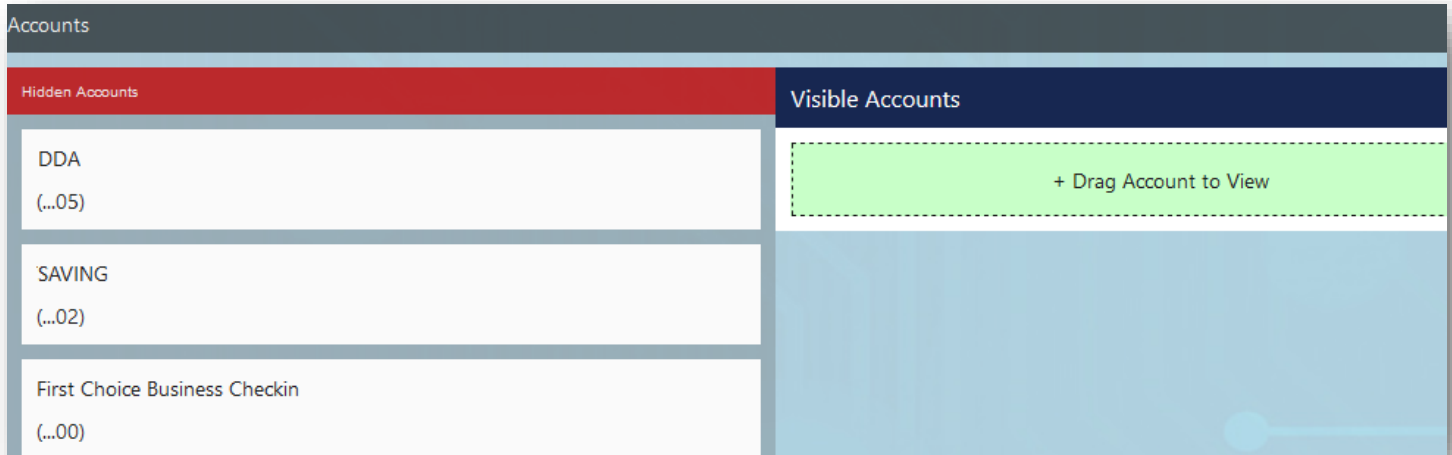 Accounts
Hidden Accounts
DDA
(...05)
SAVING
(...02)
First Choice Business Checkin
(...00)
Visible Accounts
+ Drag Account to View